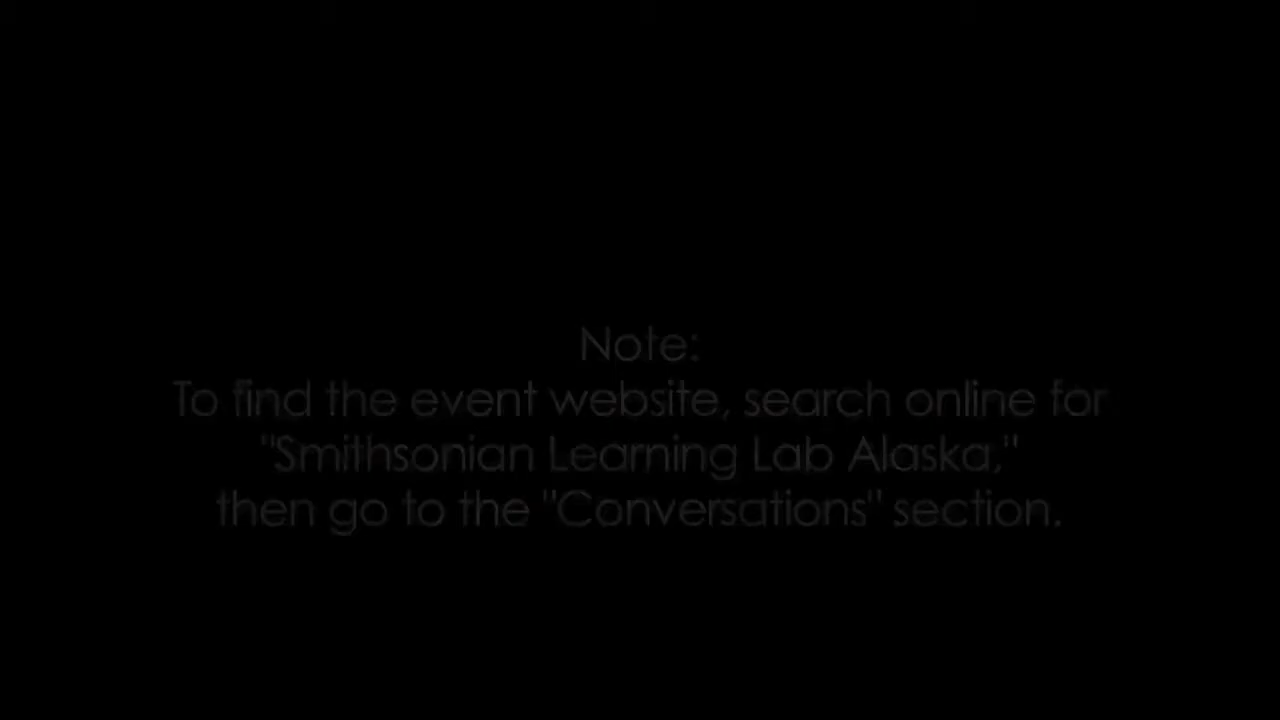 Note:
To find the event website, search online for
"Smithsonian Learning Lab Alaska,"
then go to the "Conversations" section.